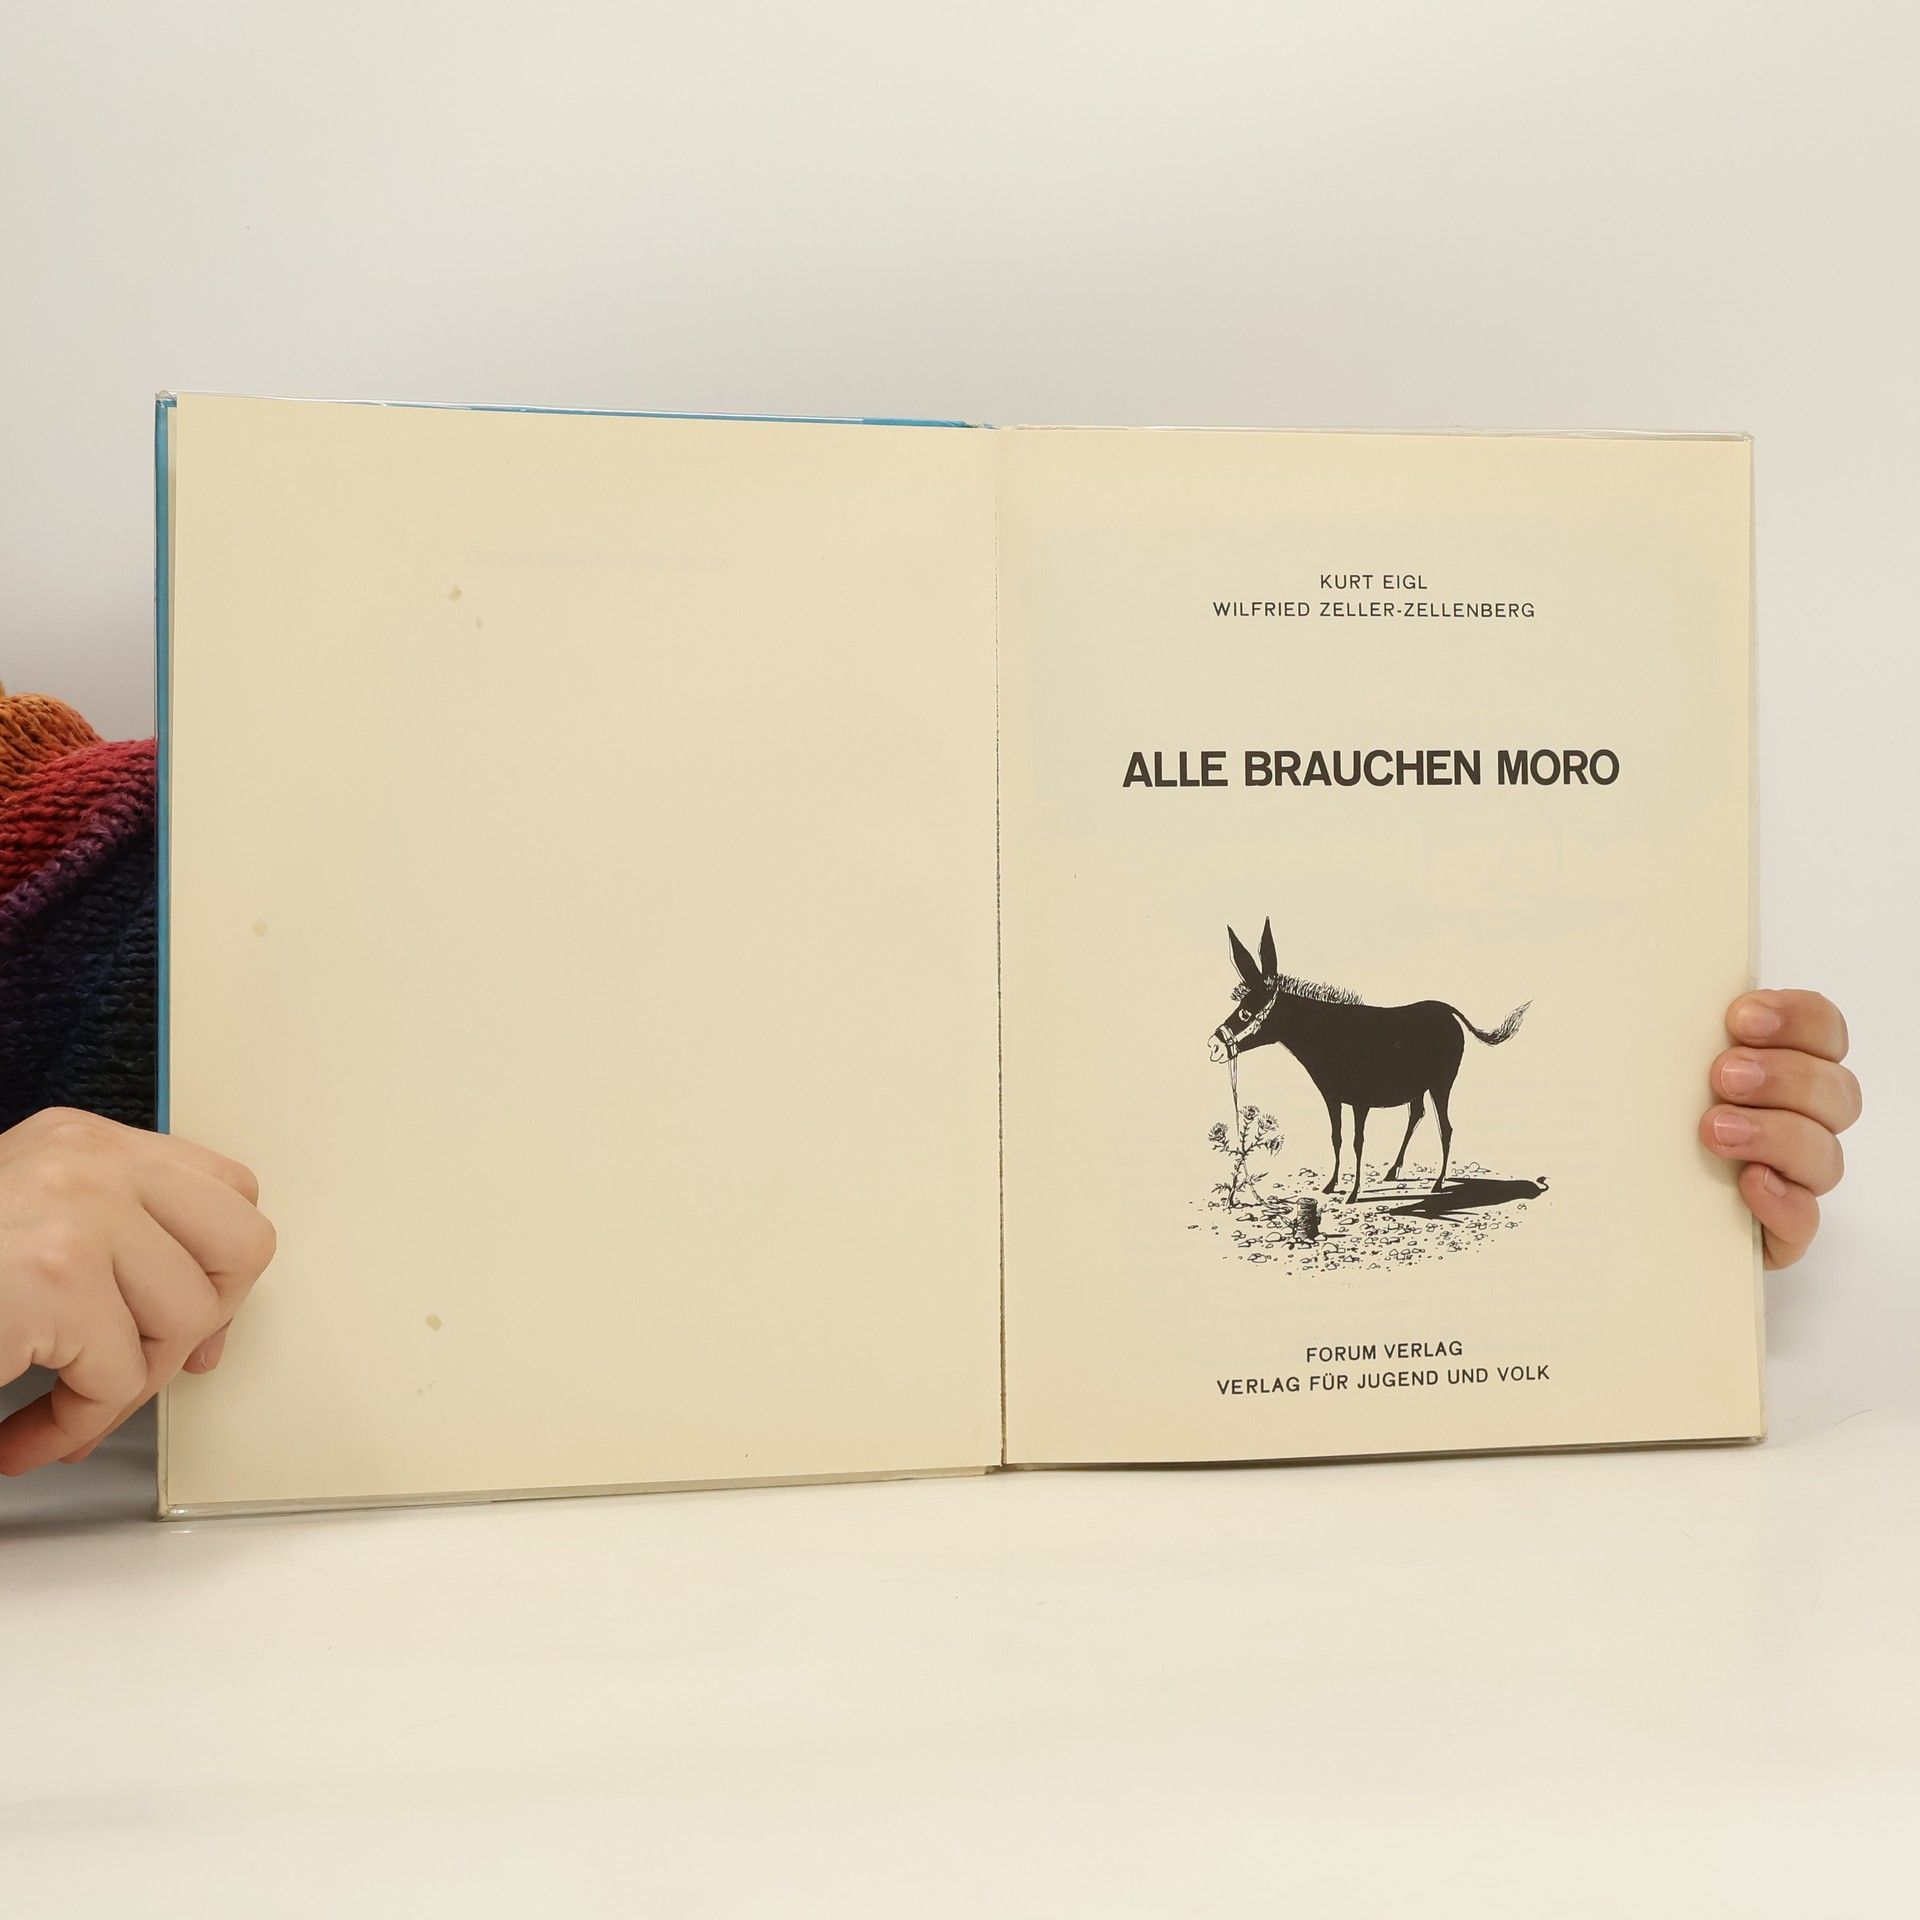 KURT EIGL
WILFRIED ZELLER-ZELLENBERG
ALLE BRAUCHEN MORO
FORUM VERLAG
VERLAG FÜR JUGEND UND VOLK